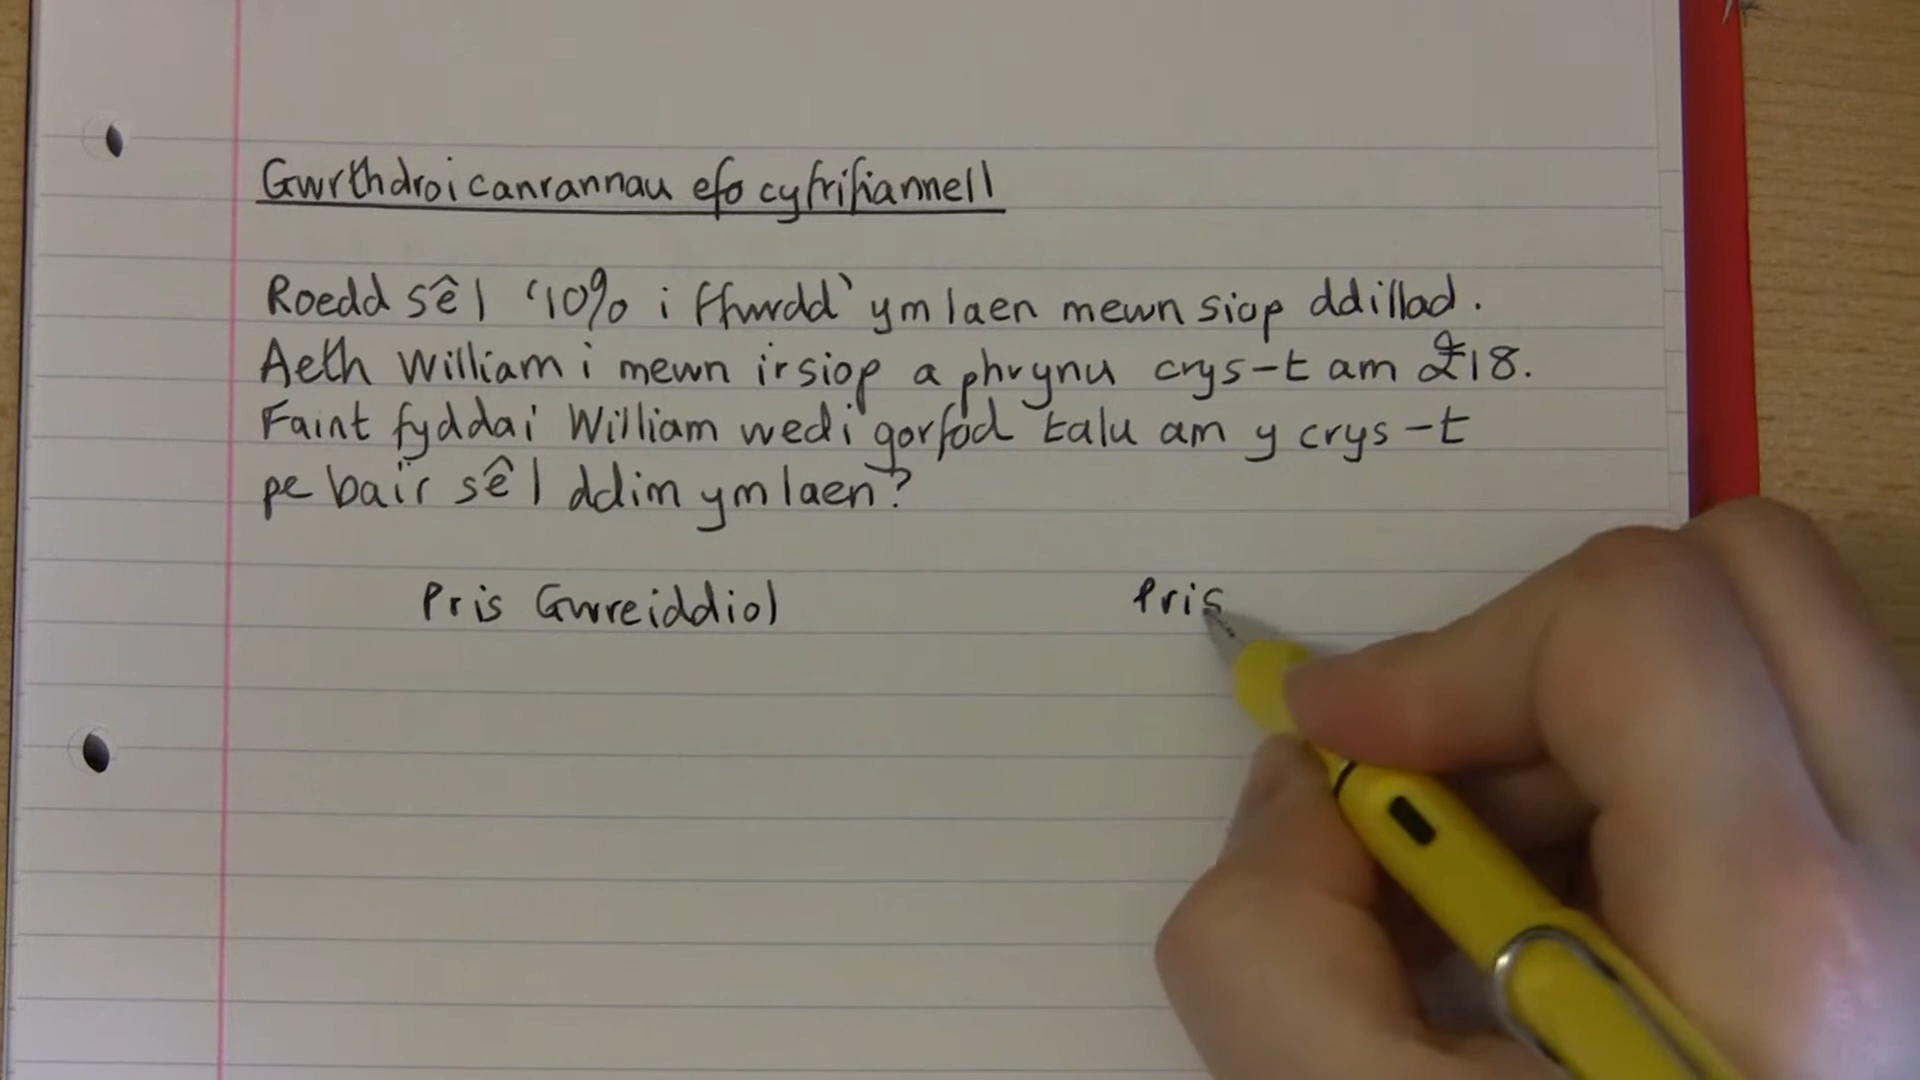 Gwrthdroi canrannau efo cyfrifiannell
Roedd sêl '10% i ffwrdd' ymlaen mewn siop ddillad.
Aeth William i mewn i'r siop a phrynu crys-t am £18.
Faint fyddai William wedi gorfod talu am y crys-t
pe bai'r sêl ddim ymlaen?
Pris Gwreiddiol Pris